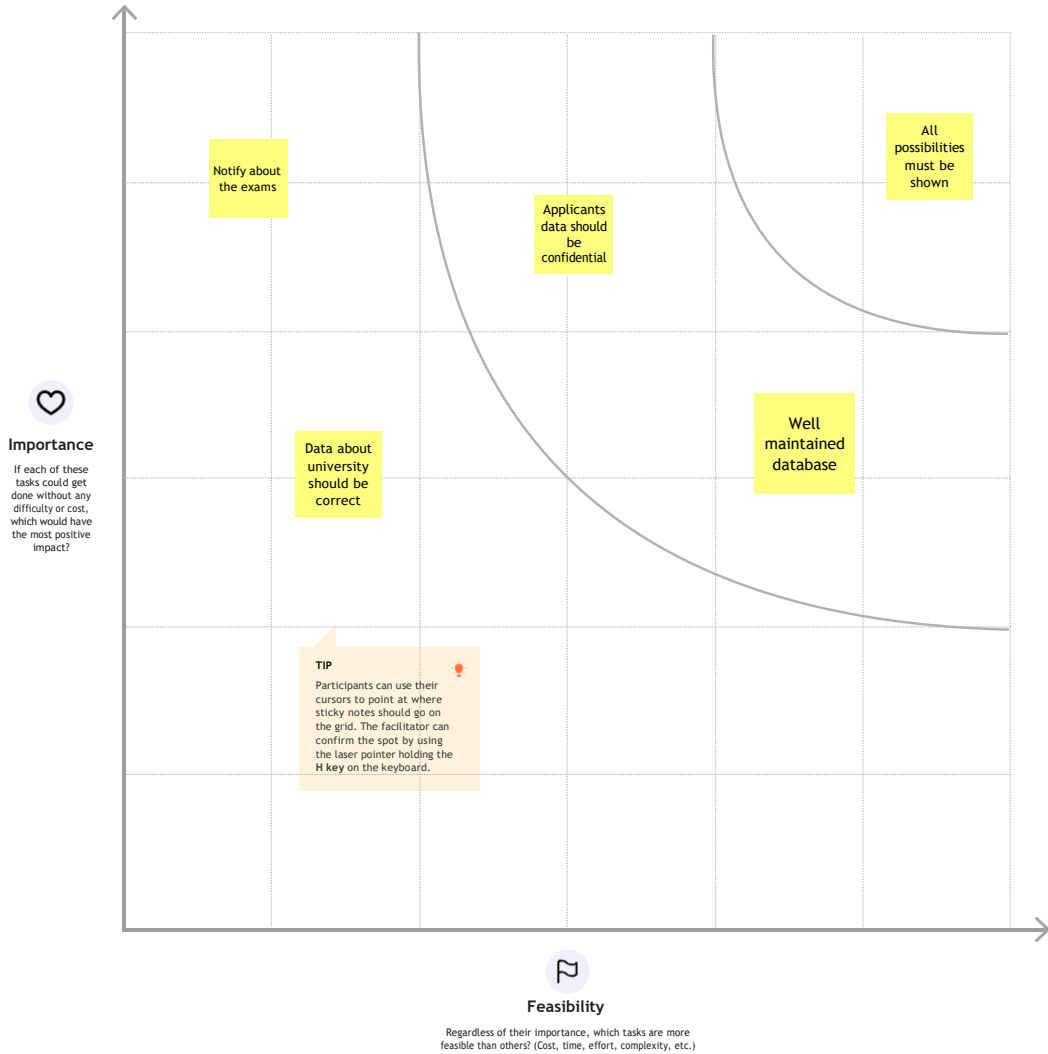 All
possibilities
must be
shown
Notify about
the exams
Applicants
data should
be
confidential
Well
maintained
database
Data about
university
should be
correct
Importance
If each of these
tasks could get
done without any
difficulty or cost,
which would have
the most positive
impact?
TIP
Participants can use their
cursors to point at where
sticky notes should go on
the grid. The facilitator can
confirm the spot by using
the laser pointer holding the
H key on the keyboard.
Feasibility
Regardless of their importance, which tasks are more
feasible than others? (Cost, time, effort, complexity, etc.)